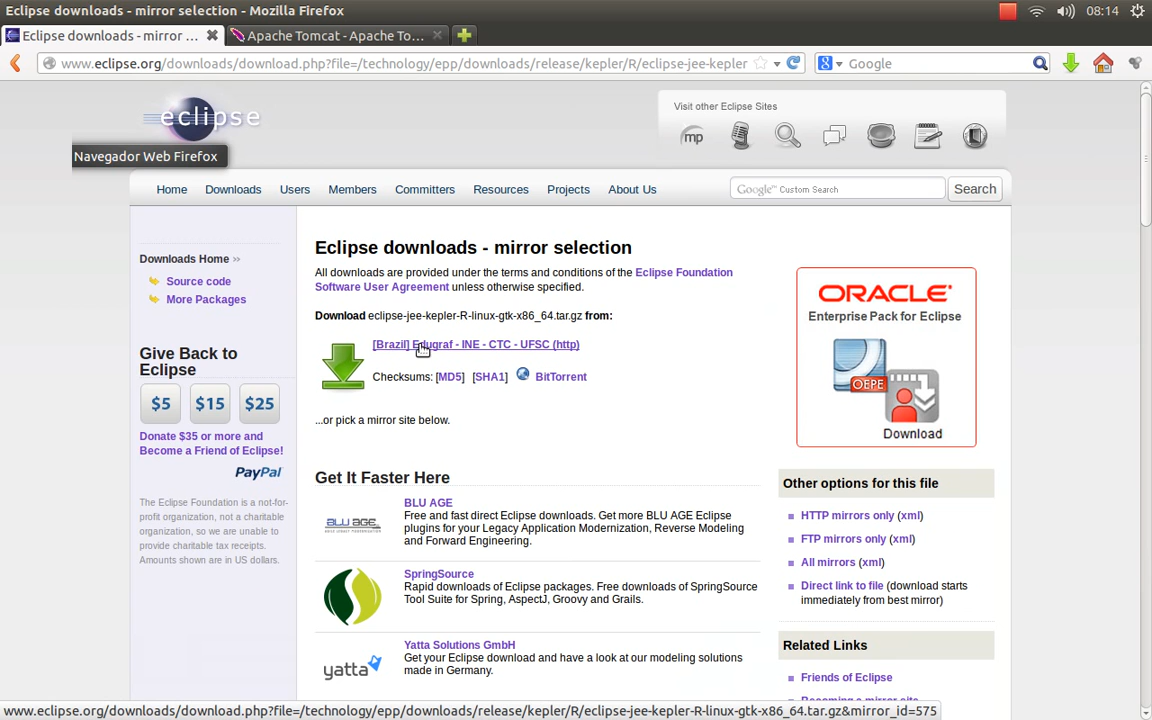 Eclipse downloads - mirror selection - Mozilla Firefox
08:14
Eclipse downloads - mirror ...
Apache Tomcat - Apache To...
www.eclipse.org/downloads/download.php?file=/technology/epp/downloads/release/kepler/R/eclipse-jee-kepler
Google
eclipse
Visit other Eclipse Sites
mp
Navegador Web Firefox
Home
Downloads
Users
Members
Committers
Resources
Projects
About Us
Google™ Custom Search
Search
Downloads Home
Source code
More Packages
Give Back to
Eclipse
$5
$15
$25
Donate $35 or more and
Become a Friend of Eclipse!
PayPal
The Eclipse Foundation is a not-for-
profit organization, not a charitable
organization, so we are unable to
provide charitable tax receipts.
Amounts shown are in US dollars.
Eclipse downloads - mirror selection
All downloads are provided under the terms and conditions of the Eclipse Foundation
Software User Agreement unless otherwise specified.
Download eclipse-jee-kepler-R-linux-gtk-x86_64.tar.gz from:
[Brazil] Edugraf - INE - CTC - UFSC (http)
Checksums: [MD5] [SHA1] BitTorrent
...or pick a mirror site below.
Get It Faster Here
BLU AGE
BLU AGE
Free and fast direct Eclipse downloads. Get more BLU AGE Eclipse
plugins for your Legacy Application Modernization, Reverse Modeling
and Forward Engineering.
SpringSource
Rapid downloads of Eclipse packages. Free downloads of SpringSource
Tool Suite for Spring, AspectJ, Groovy and Grails.
yatta
Yatta Solutions GmbH
Get your Eclipse download and have a look at our modeling solutions
made in Germany.
ORACLE
Enterprise Pack for Eclipse
OEPE
Download
Other options for this file
HTTP mirrors only (xml)
FTP mirrors only (xml)
All mirrors (xml)
Direct link to file (download starts
immediately from best mirror)
Related Links
Friends of Eclipse
Becoming a mirror site
www.eclipse.org/downloads/download.php?file=/technology/epp/downloads/release/kepler/R/eclipse-jee-kepler-R-linux-gtk-x86_64.tar.gz&mirror_id=575